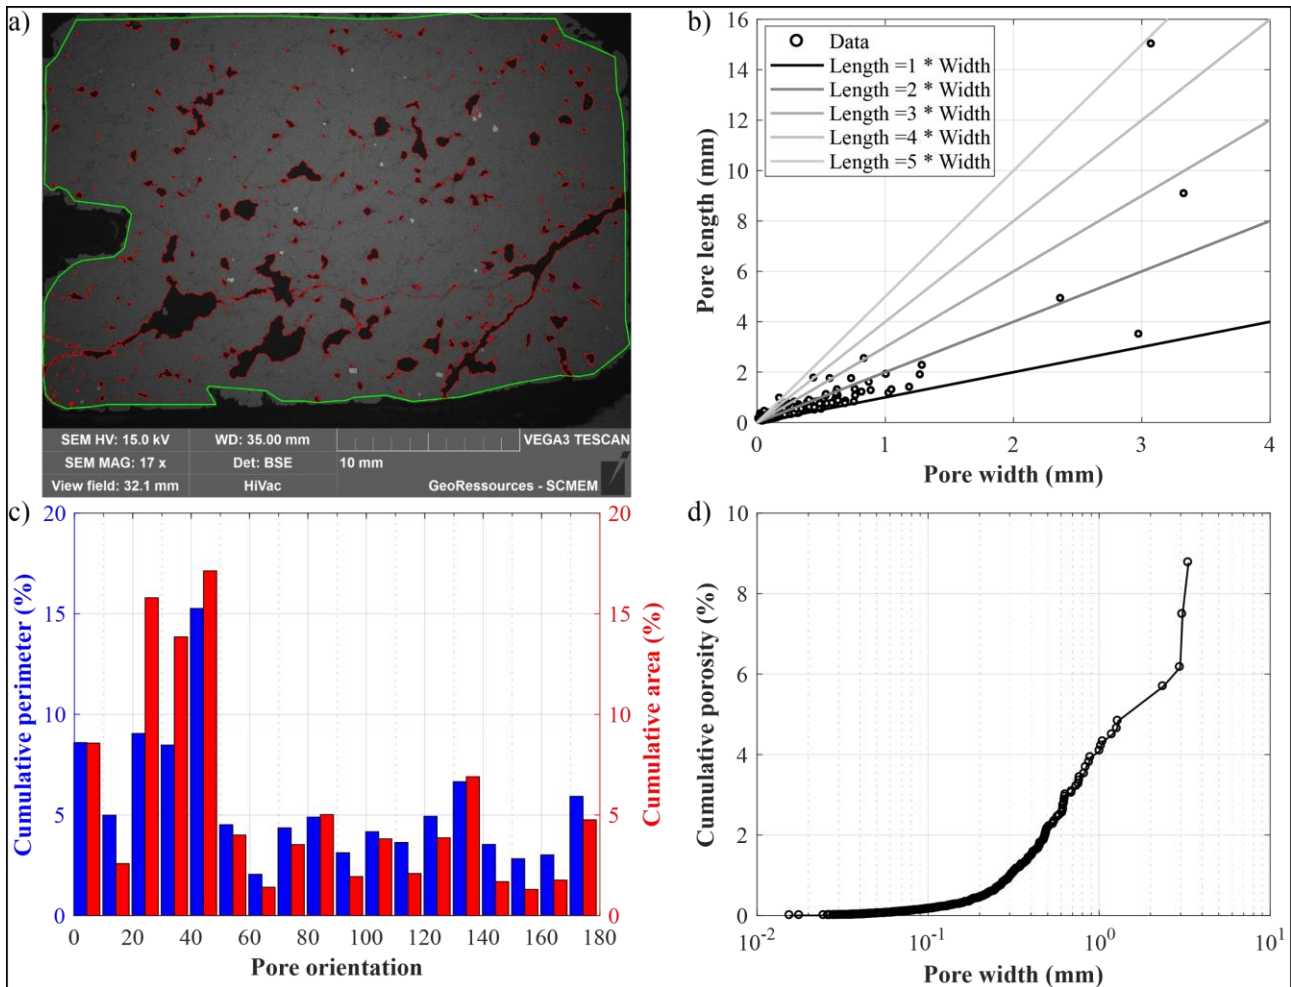 a)
SEM HV: 15.0 kV WD: 35.00 mm VEGA3 TESCAN
SEM MAG: 17 x Det: BSE 10 mm
View field: 32.1 mm HiVac GeoRessources - SCMEM
b)
16
14
12
10
8
6
4
2
0
Pore length (mm)
Data
Length =1 * Width
Length =2 * Width
Length =3 * Width
Length =4 * Width
Length =5 * Width
0 1 2 3 4
Pore width (mm)
c)
20
15
10
5
0
Cumulative perimeter (%)
20
15
10
5
0
Cumulative area (%)
0 20 40 60 80 100 120 140 160 180
Pore orientation
d)
10
8
6
4
2
0
Cumulative porosity (%)
10⁻² 10⁻¹ 10⁰ 10¹
Pore width (mm)